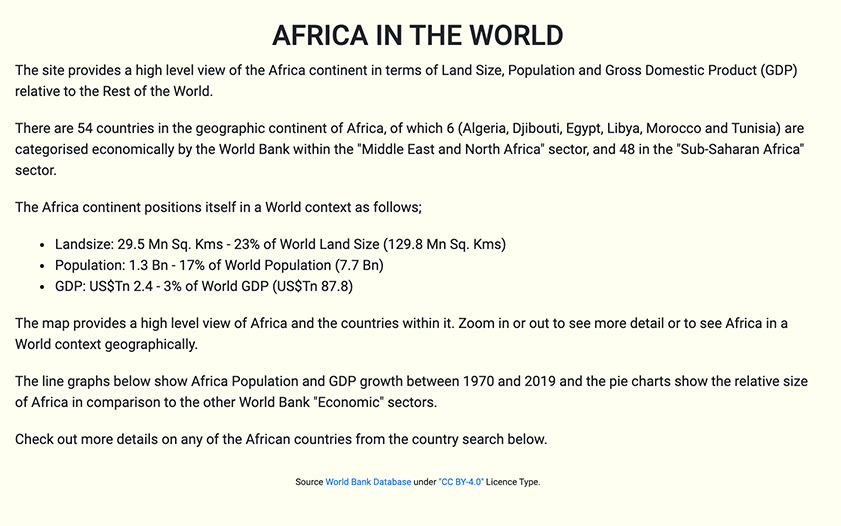 AFRICA IN THE WORLD
The site provides a high level view of the Africa continent in terms of Land Size, Population and Gross Domestic Product (GDP)
relative to the Rest of the World.
There are 54 countries in the geographic continent of Africa, of which 6 (Algeria, Djibouti, Egypt, Libya, Morocco and Tunisia) are
categorised economically by the World Bank within the "Middle East and North Africa" sector, and 48 in the "Sub-Saharan Africa"
sector.
The Africa continent positions itself in a World context as follows;
• Landsize: 29.5 Mn Sq. Kms - 23% of World Land Size (129.8 Mn Sq. Kms)
• Population: 1.3 Bn - 17% of World Population (7.7 Bn)
• GDP: US$Tn 2.4 - 3% of World GDP (US$Tn 87.8)
The map provides a high level view of Africa and the countries within it. Zoom in or out to see more detail or to see Africa in a
World context geographically.
The line graphs below show Africa Population and GDP growth between 1970 and 2019 and the pie charts show the relative size
of Africa in comparison to the other World Bank "Economic" sectors.
Check out more details on any of the African countries from the country search below.
Source World Bank Database under "CC BY-4.0" Licence Type.